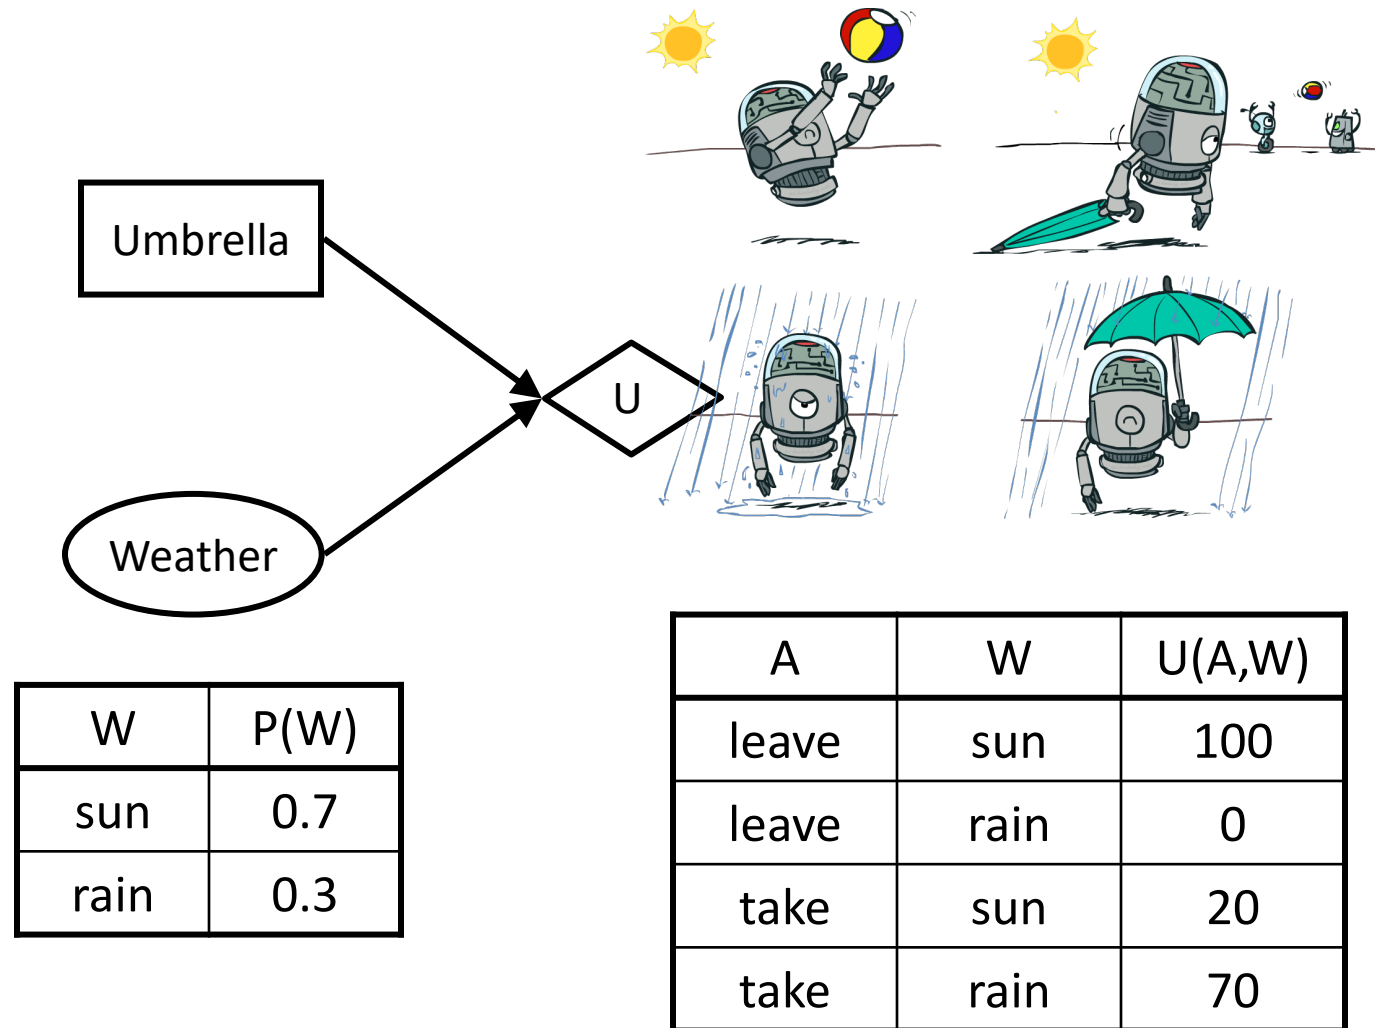 Umbrella
U
Weather
W P(W)
sun 0.7
rain 0.3
A W U(A,W)
leave sun 100
leave rain 0
take sun 20
take rain 70